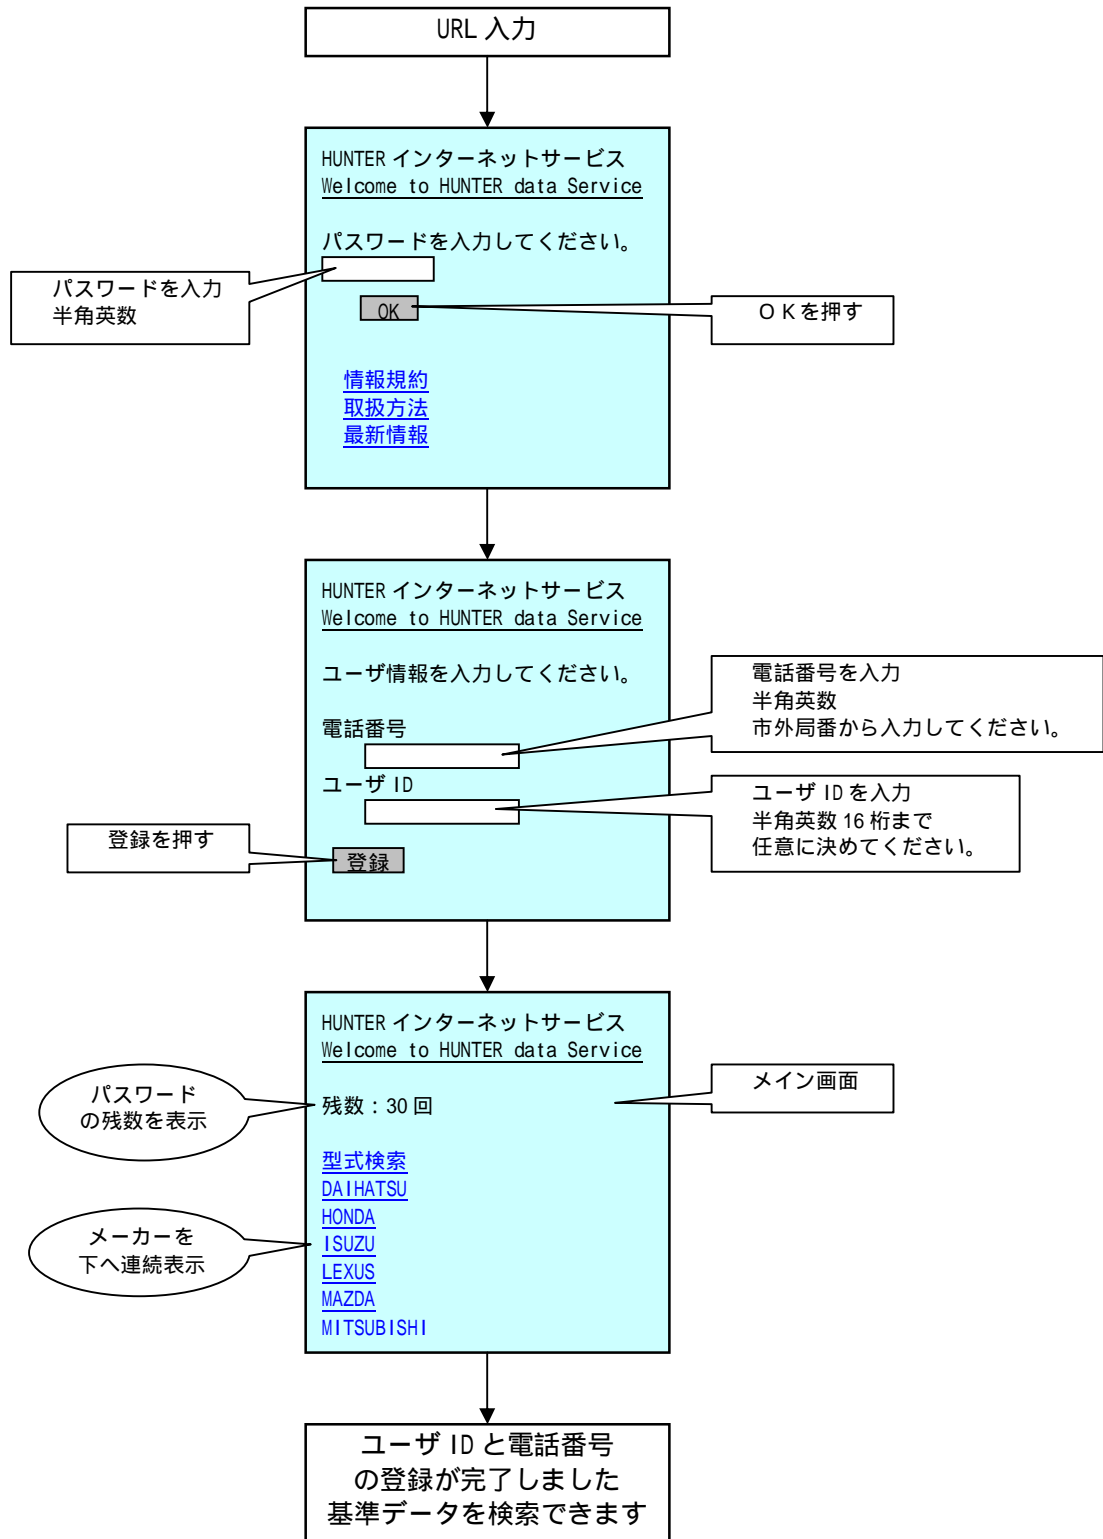 URL 入力
HUNTER インターネットサービス
Welcome to HUNTER data Service
パスワードを入力してください。
パスワードを入力
半角英数
OK
ＯＫを押す
情報規約
取扱方法
最新情報
HUNTER インターネットサービス
Welcome to HUNTER data Service
ユーザ情報を入力してください。
電話番号を入力
半角英数
市外局番から入力してください。
電話番号
ユーザ ID
ユーザ ID を入力
半角英数 16 桁まで
任意に決めてください。
登録を押す
登録
HUNTER インターネットサービス
Welcome to HUNTER data Service
メイン画面
パスワード
の残数を表示
残数：30 回
型式検索
DAIHATSU
HONDA
メーカーを
下へ連続表示
ISUZU
LEXUS
MAZDA
MITSUBISHI
ユーザ ID と電話番号
の登録が完了しました
基準データを検索できます